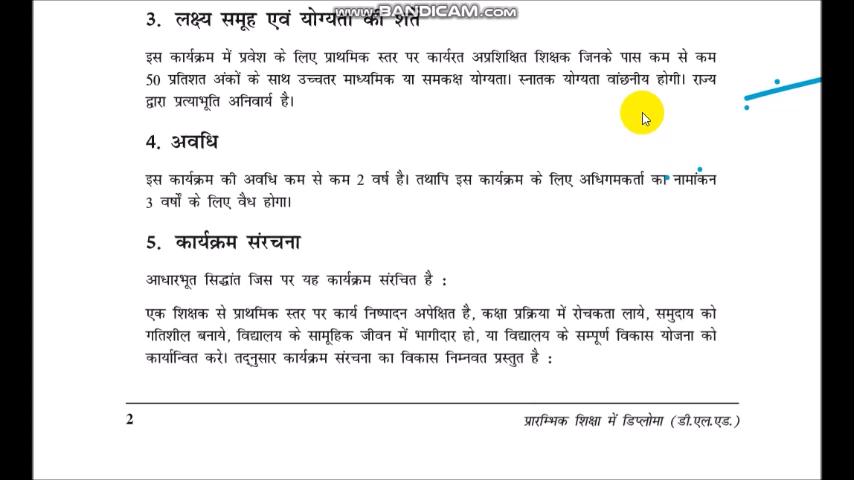 www.BANDICAM.com
3. लक्ष्य समूह एवं योग्यता की शर्ते
इस कार्यक्रम में प्रवेश के लिए प्राथमिक स्तर पर कार्यरत अप्रशिक्षित शिक्षक जिनके पास कम से कम
50 प्रतिशत अंकों के साथ उच्चतर माध्यमिक या समकक्ष योग्यता। स्नातक योग्यता वांछनीय होगी। राज्य
द्वारा प्रत्याभूति अनिवार्य है।
4. अवधि
इस कार्यक्रम की अवधि कम से कम 2 वर्ष है। तथापि इस कार्यक्रम के लिए अधिगमकर्ता का नामांकन
3 वर्षों के लिए वैध होगा।
5. कार्यक्रम संरचना
आधारभूत सिद्धांत जिस पर यह कार्यक्रम संरचित है :
एक शिक्षक से प्राथमिक स्तर पर कार्य निष्पादन अपेक्षित है, कक्षा प्रक्रिया में रोचकता लाये, समुदाय को
गतिशील बनाये, विद्यालय के सामूहिक जीवन में भागीदार हो, या विद्यालय के सम्पूर्ण विकास योजना को
कार्यान्वित करे। तद्नुसार कार्यक्रम संरचना का विकास निम्नवत प्रस्तुत है :
2
प्रारम्भिक शिक्षा में डिप्लोमा (डी.एल.एड.)